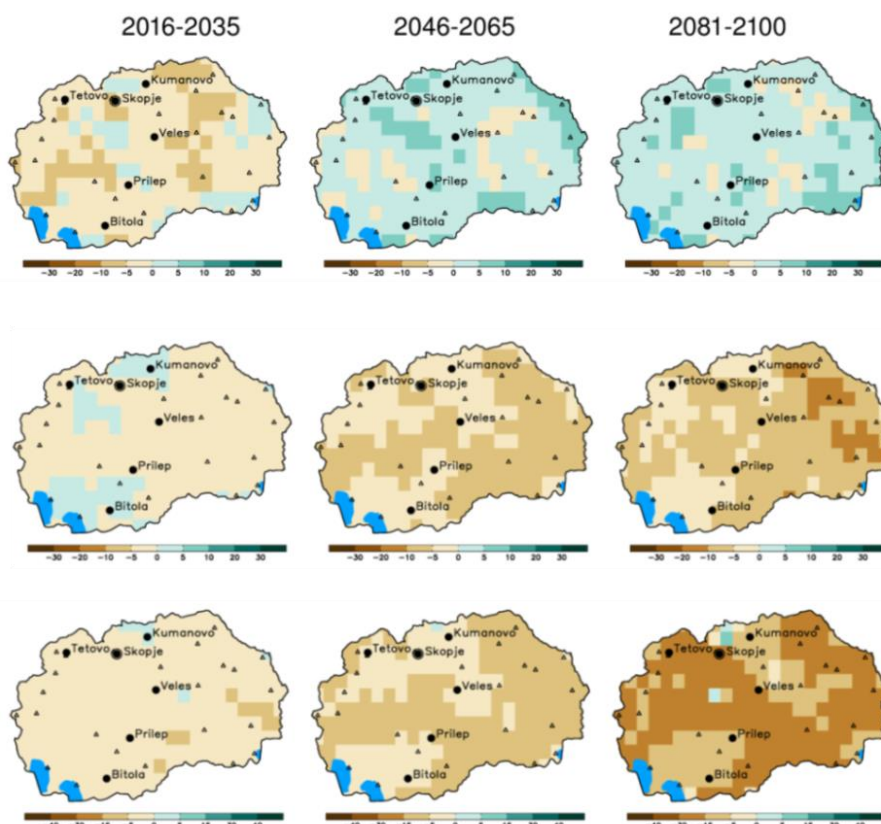 2016-2035 2046-2065 2081-2100
Kumanovo Kumanovo Kumanovo
Tetovo Skopje Tetovo Skopje Tetovo Skopje
Veles Veles Veles
Prilep Prilep Prilep
Bitola Bitola Bitola
-30 -20 -10 -5 0 5 10 20 30 -30 -20 -10 -5 0 5 10 20 30 -30 -20 -10 -5 0 5 10 20 30
Kumanovo Kumanovo Kumanovo
Tetovo Skopje Tetovo Skopje Tetovo Skopje
Veles Veles Veles
Prilep Prilep Prilep
Bitola Bitola Bitola
-30 -20 -10 -5 0 5 10 20 30 -30 -20 -10 -5 0 5 10 20 30 -30 -20 -10 -5 0 5 10 20 30
Kumanovo Kumanovo Kumanovo
Tetovo Skopje Tetovo Skopje Tetovo Skopje
Veles Veles Veles
Prilep Prilep Prilep
Bitola Bitola Bitola